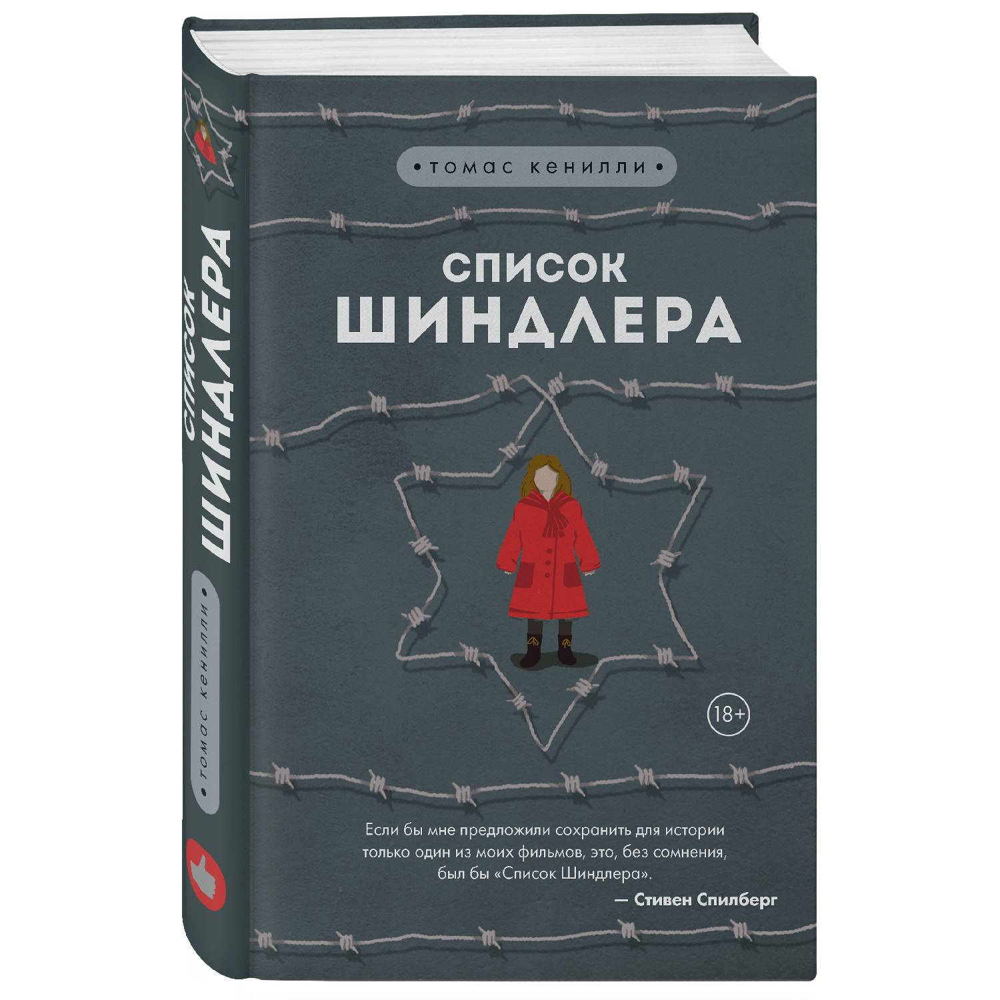 • томас кенилли •
СПИСОК
ШИНДЛЕРА
18+
Если бы мне предложили сохранить для истории
только один из моих фильмов, это, без сомнения,
был бы «Список Шиндлера».
— Стивен Спилберг
СПИСОК
ШИНДЛЕРА
• томас кенилли •